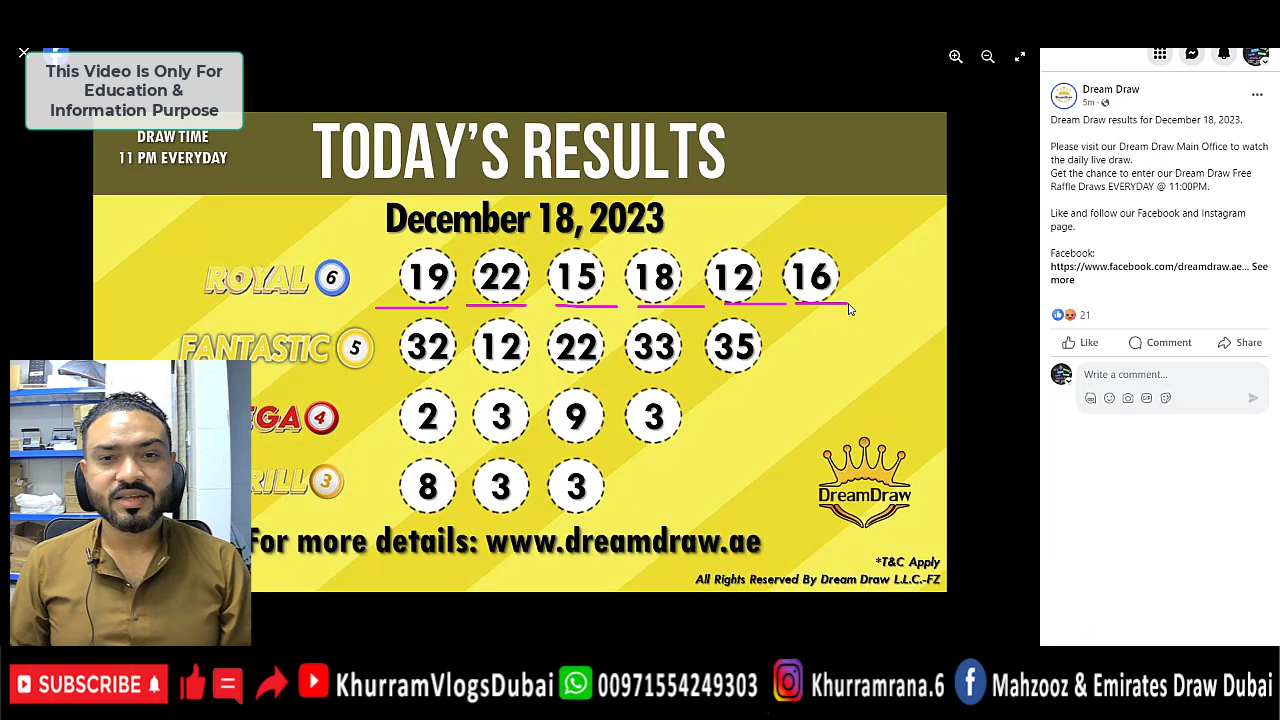 This Video Is Only For
Education &
Information Purpose
DRAW TIME
11 PM EVERYDAY
TODAY'S RESULTS
December 18, 2023
ROYAL 6 19 22 15 18 12 16
FANTASTIC 5 32 12 22 33 35
EGA 4 2 3 9 3
RILL 3 8 3 3
DreamDraw
For more details: www.dreamdraw.ae
*T&C Apply
All Rights Reserved By Dream Draw L.L.C.-FZ
Dream Draw
5m
Dream Draw results for December 18, 2023.
Please visit our Dream Draw Main Office to watch
the daily live draw.
Get the chance to enter our Dream Draw Free
Raffle Draws EVERYDAY @ 11:00PM.
Like and follow our Facebook and Instagram
page.
Facebook:
https://www.facebook.com/dreamdraw.ae... See
more
21
Like Comment Share
Write a comment...
SUBSCRIBE KhurramVlogsDubai 00971554249303 Khurramrana.6 Mahzooz & Emirates Draw Dubai